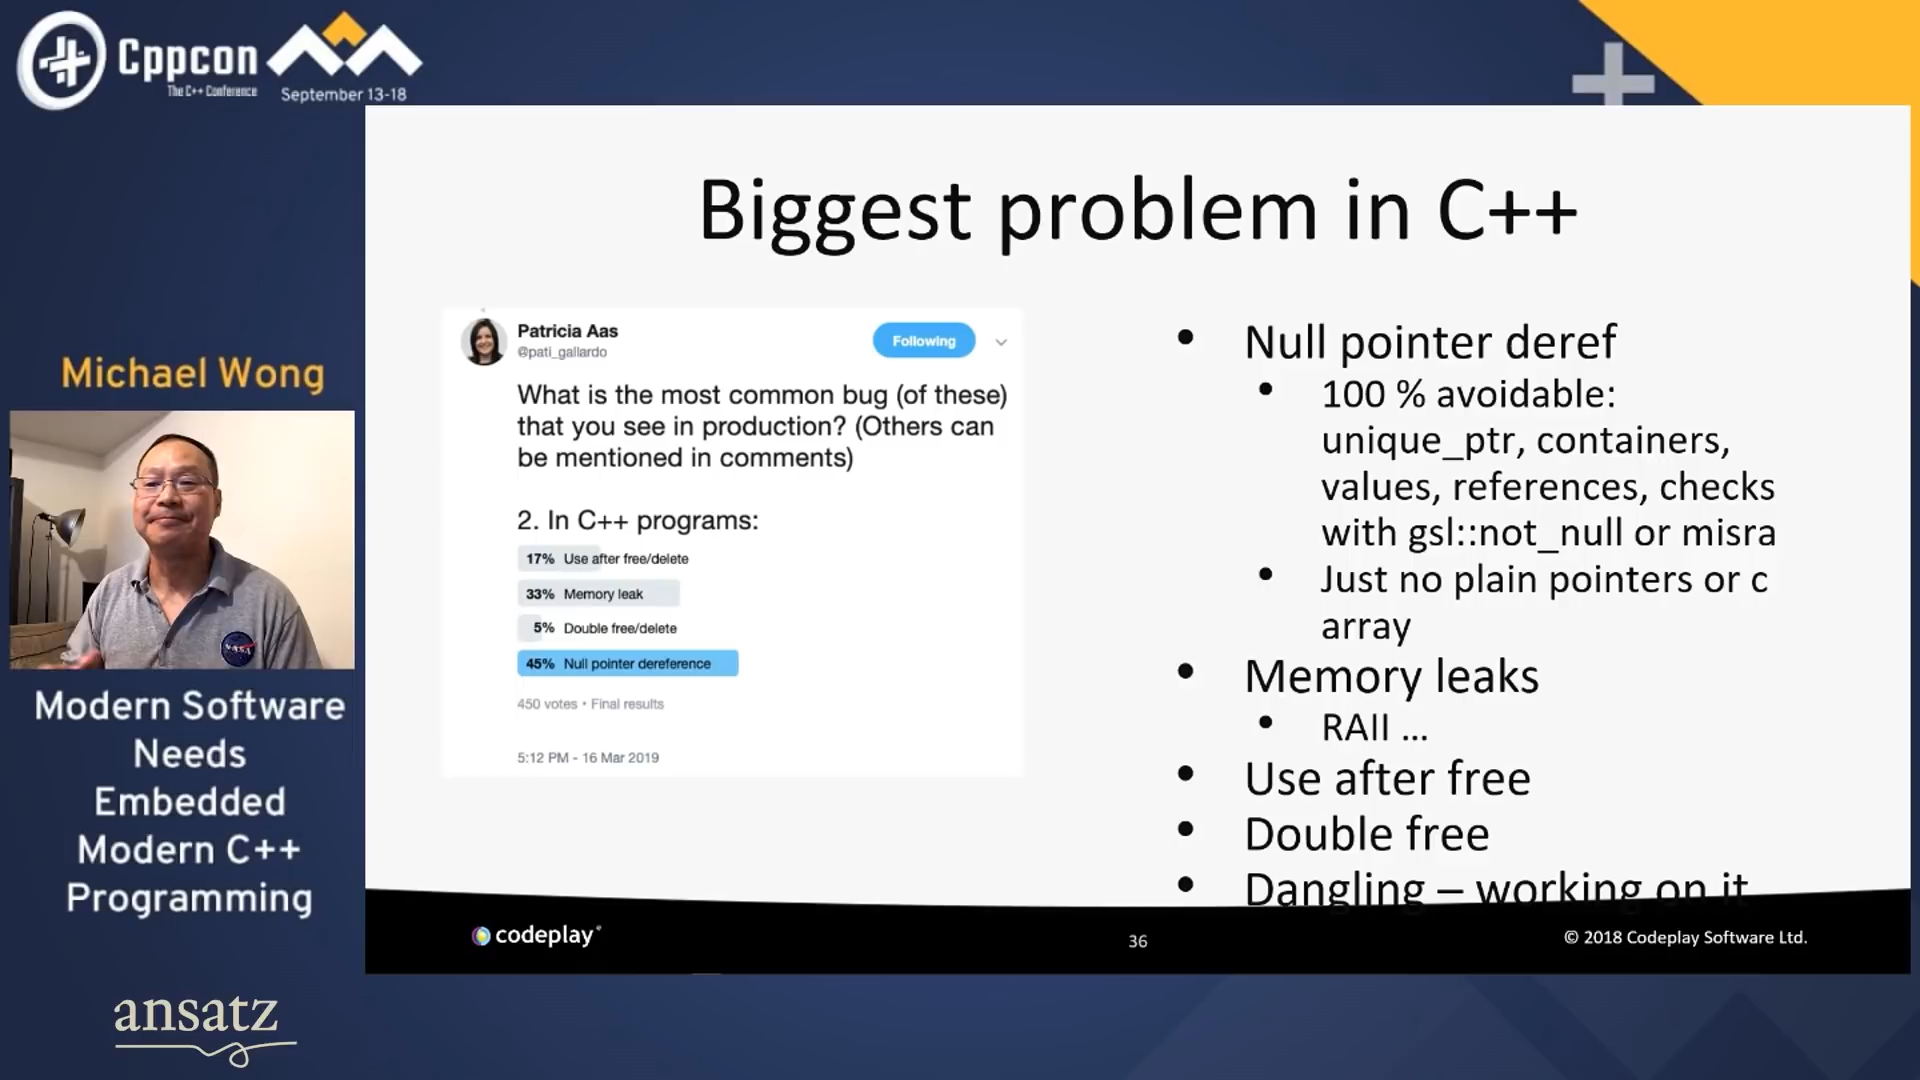 Cppcon
The C++ Conference
September 13-18
Michael Wong
NASA
Modern Software
Needs
Embedded
Modern C++
Programming
ansatz
Biggest problem in C++
Patricia Aas
@pati_gallardo
Following
What is the most common bug (of these)
that you see in production? (Others can
be mentioned in comments)
2. In C++ programs:
17% Use after free/delete
33% Memory leak
5% Double free/delete
45% Null pointer dereference
450 votes • Final results
5:12 PM - 16 Mar 2019
• Null pointer deref
• 100 % avoidable:
unique_ptr, containers,
values, references, checks
with gsl::not_null or misra
• Just no plain pointers or c
array
• Memory leaks
• RAII ...
• Use after free
• Double free
• Dangling – working on it
codeplay
36
© 2018 Codeplay Software Ltd.